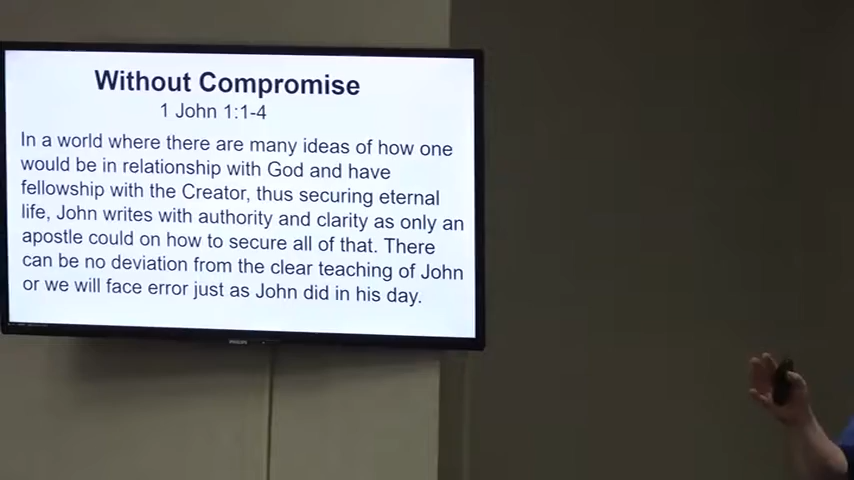 Without Compromise
1 John 1:1-4
In a world where there are many ideas of how one
would be in relationship with God and have
fellowship with the Creator, thus securing eternal
life, John writes with authority and clarity as only an
apostle could on how to secure all of that. There
can be no deviation from the clear teaching of John
or we will face error just as John did in his day.
PHILIPS